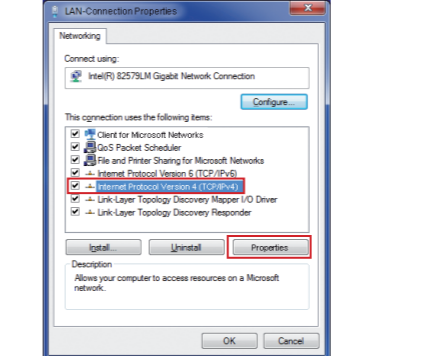 LAN-Connection Properties
Networking
Connect using:
Intel(R) 82579LM Gigabit Network Connection
Configure...
This connection uses the following items:
Client for Microsoft Networks
QoS Packet Scheduler
File and Printer Sharing for Microsoft Networks
Internet Protocol Version 6 (TCP/IPv6)
Internet Protocol Version 4 (TCP/IPv4)
Link-Layer Topology Discovery Mapper I/O Driver
Link-Layer Topology Discovery Responder
Install... Uninstall Properties
Description
Allows your computer to access resources on a Microsoft
network.
OK Cancel